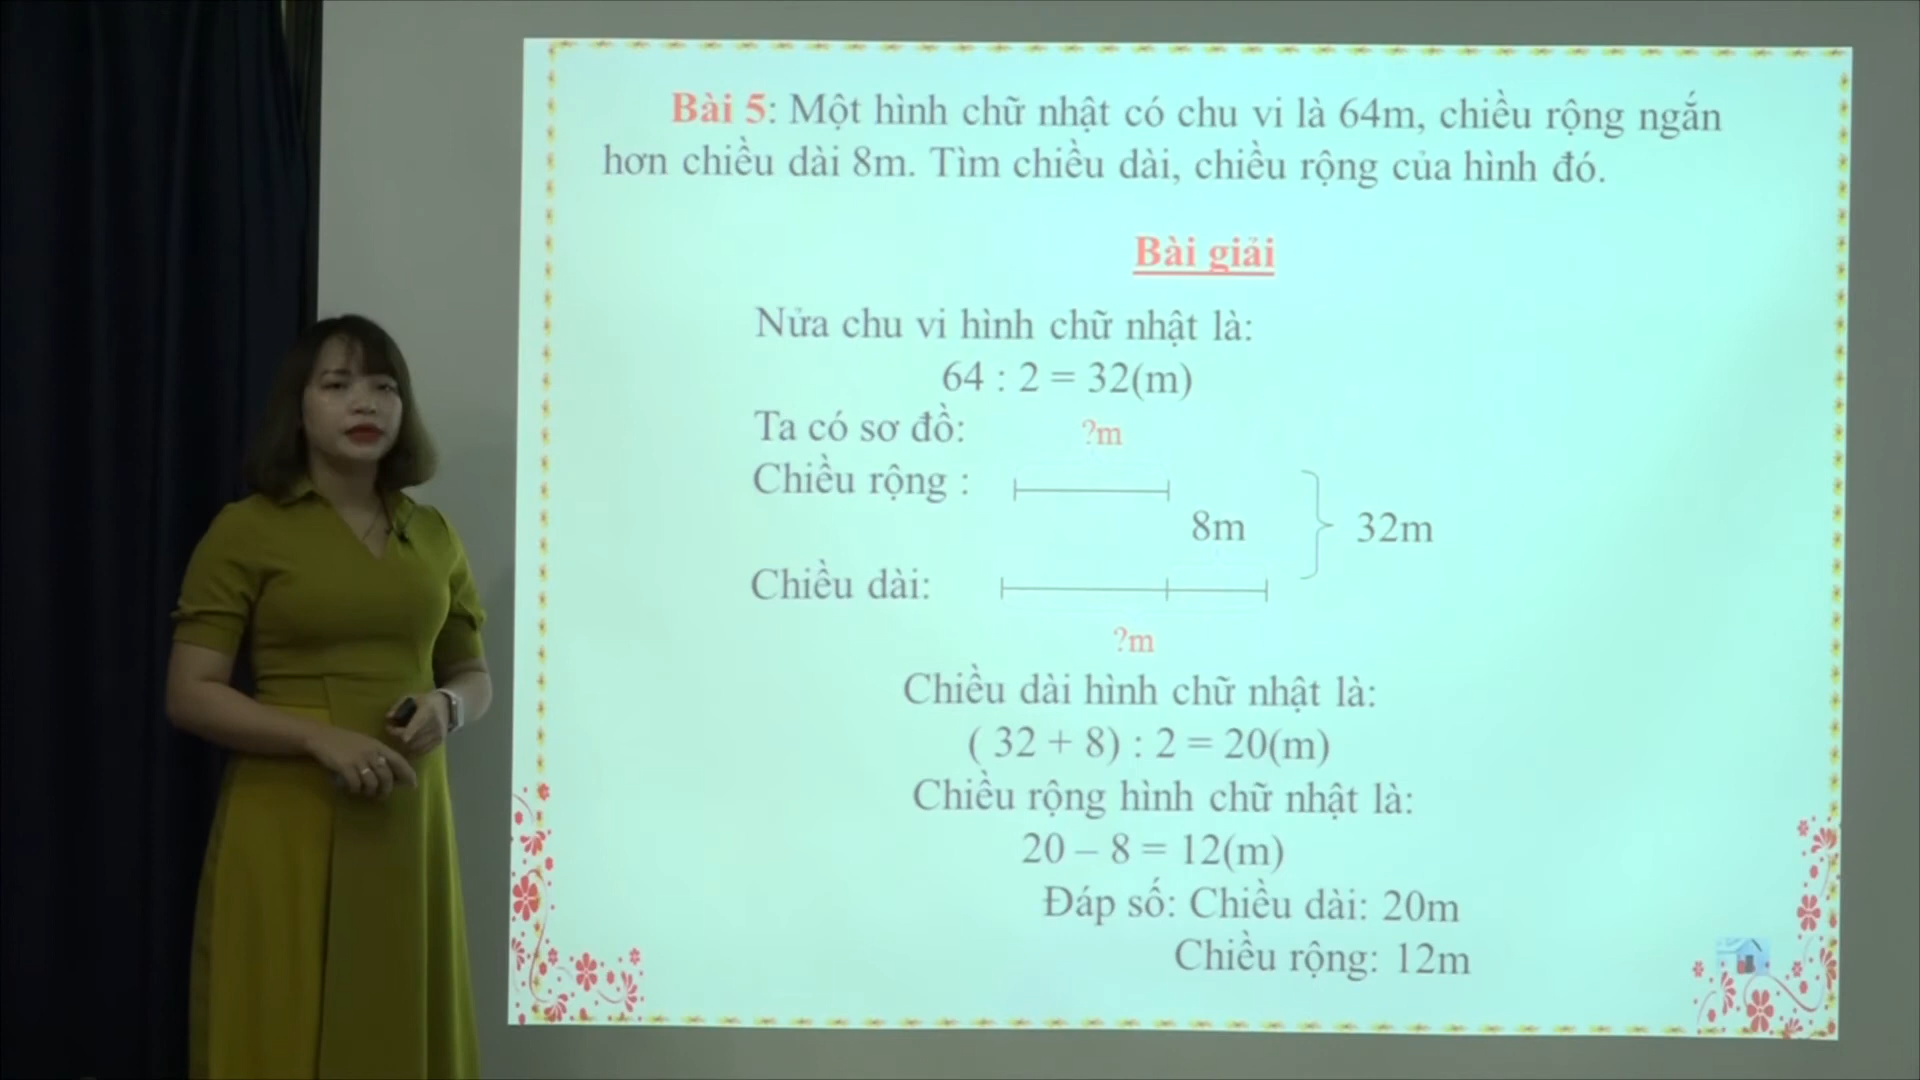 Bài 5: Một hình chữ nhật có chu vi là 64m, chiều rộng ngắn
hơn chiều dài 8m. Tìm chiều dài, chiều rộng của hình đó.
Bài giải
Nửa chu vi hình chữ nhật là:
64 : 2 = 32(m)
Ta có sơ đồ:
?m
Chiều rộng :
8m
32m
Chiều dài:
?m
Chiều dài hình chữ nhật là:
( 32 + 8) : 2 = 20(m)
Chiều rộng hình chữ nhật là:
20 – 8 = 12(m)
Đáp số: Chiều dài: 20m
Chiều rộng: 12m